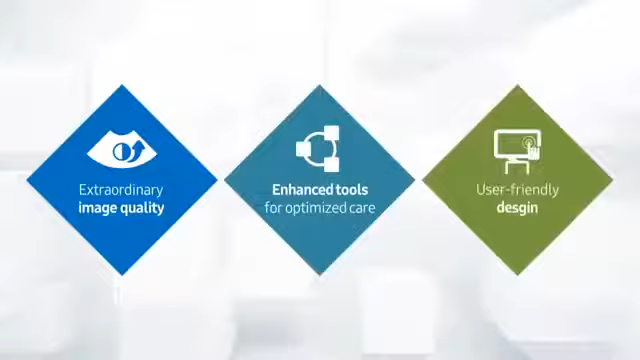 Extraordinary
image quality
Enhanced tools
for optimized care
User-friendly
desgin